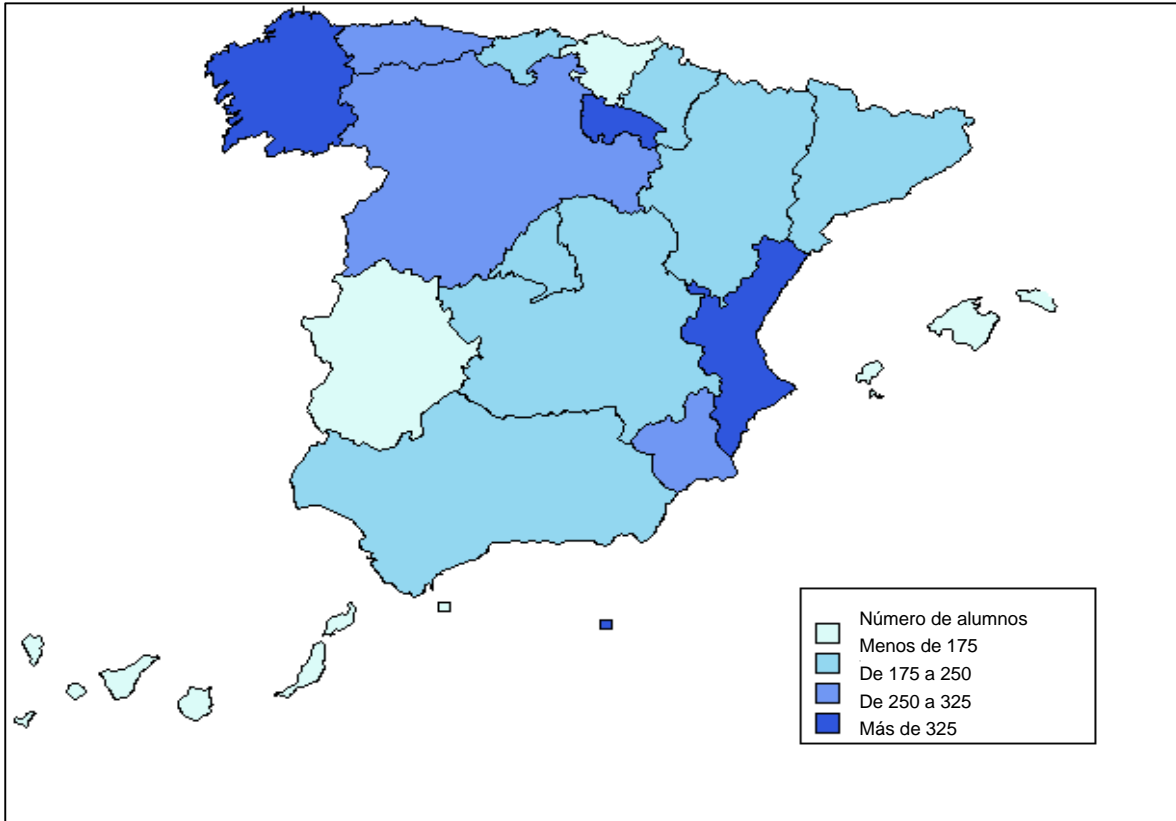 Número de alumnos
Menos de 175
De 175 a 250
De 250 a 325
Más de 325